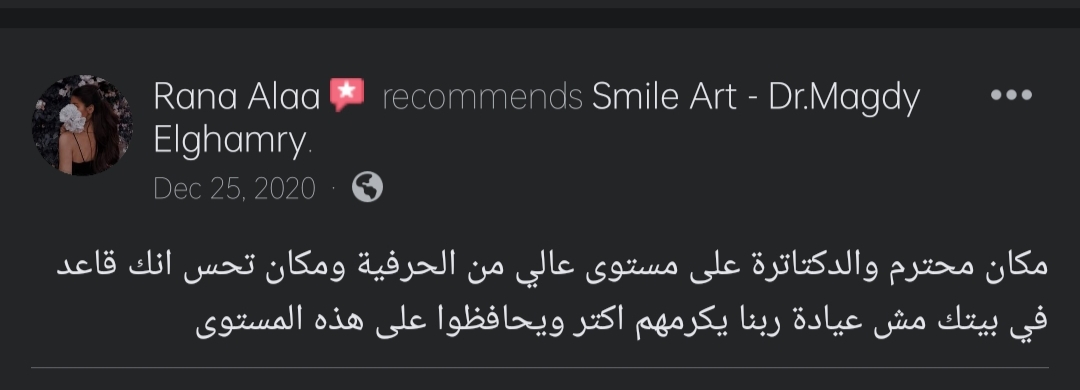 Rana Alaa recommends Smile Art - Dr.Magdy
Elghamry.
Dec 25, 2020 ·
مكان محترم والدكتاترة على مستوى عالي من الحرفية ومكان تحس انك قاعد
في بيتك مش عيادة ربنا يكرمهم اكتر ويحافظوا على هذه المستوى